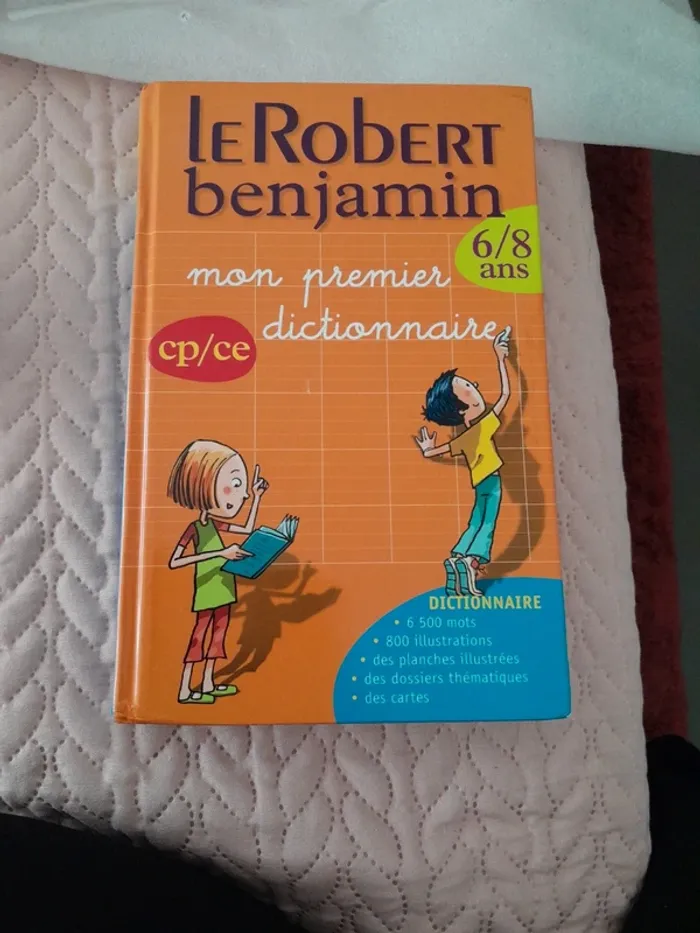 le Robert
benjamin
6/8
ans
mon premier
dictionnaire
cp/ce
DICTIONNAIRE
• 6 500 mots
• 800 illustrations
• des planches illustrées
• des dossiers thématiques
• des cartes